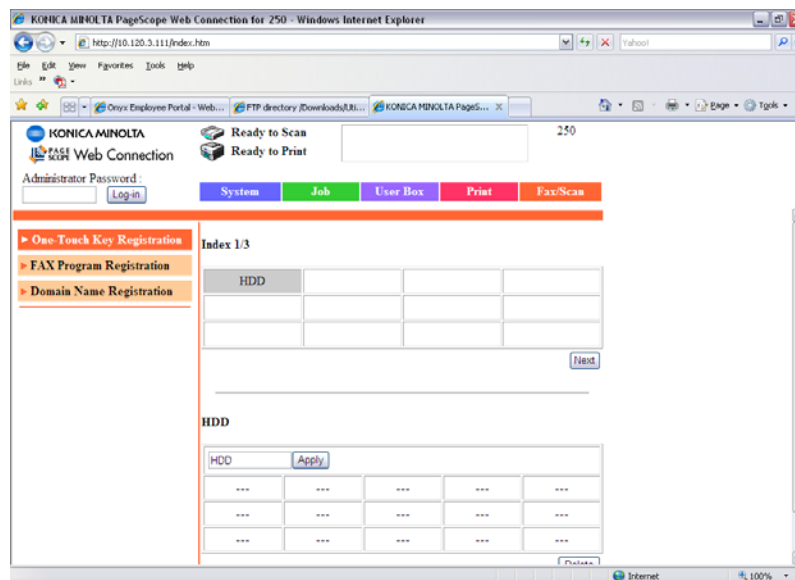 KONICA MINOLTA PageScope Web Connection for 250 - Windows Internet Explorer
http://10.120.3.111/index.htm
Yahoo!
File Edit View Favorites Tools Help
Links »
Onyx Employee Portal - Web... FTP directory /Downloads/Uti... KONICA MINOLTA PageS... X
Page Tools
KONICA MINOLTA
PAGE SCOPE Web Connection
Ready to Scan
Ready to Print
250
Administrator Password :
Log-in
System Job User Box Print Fax/Scan
One-Touch Key Registration
FAX Program Registration
Domain Name Registration
Index 1/3
HDD
Next
HDD
HDD Apply
--- --- --- --- ---
--- --- --- --- ---
--- --- --- --- ---
Delete
Internet 100%